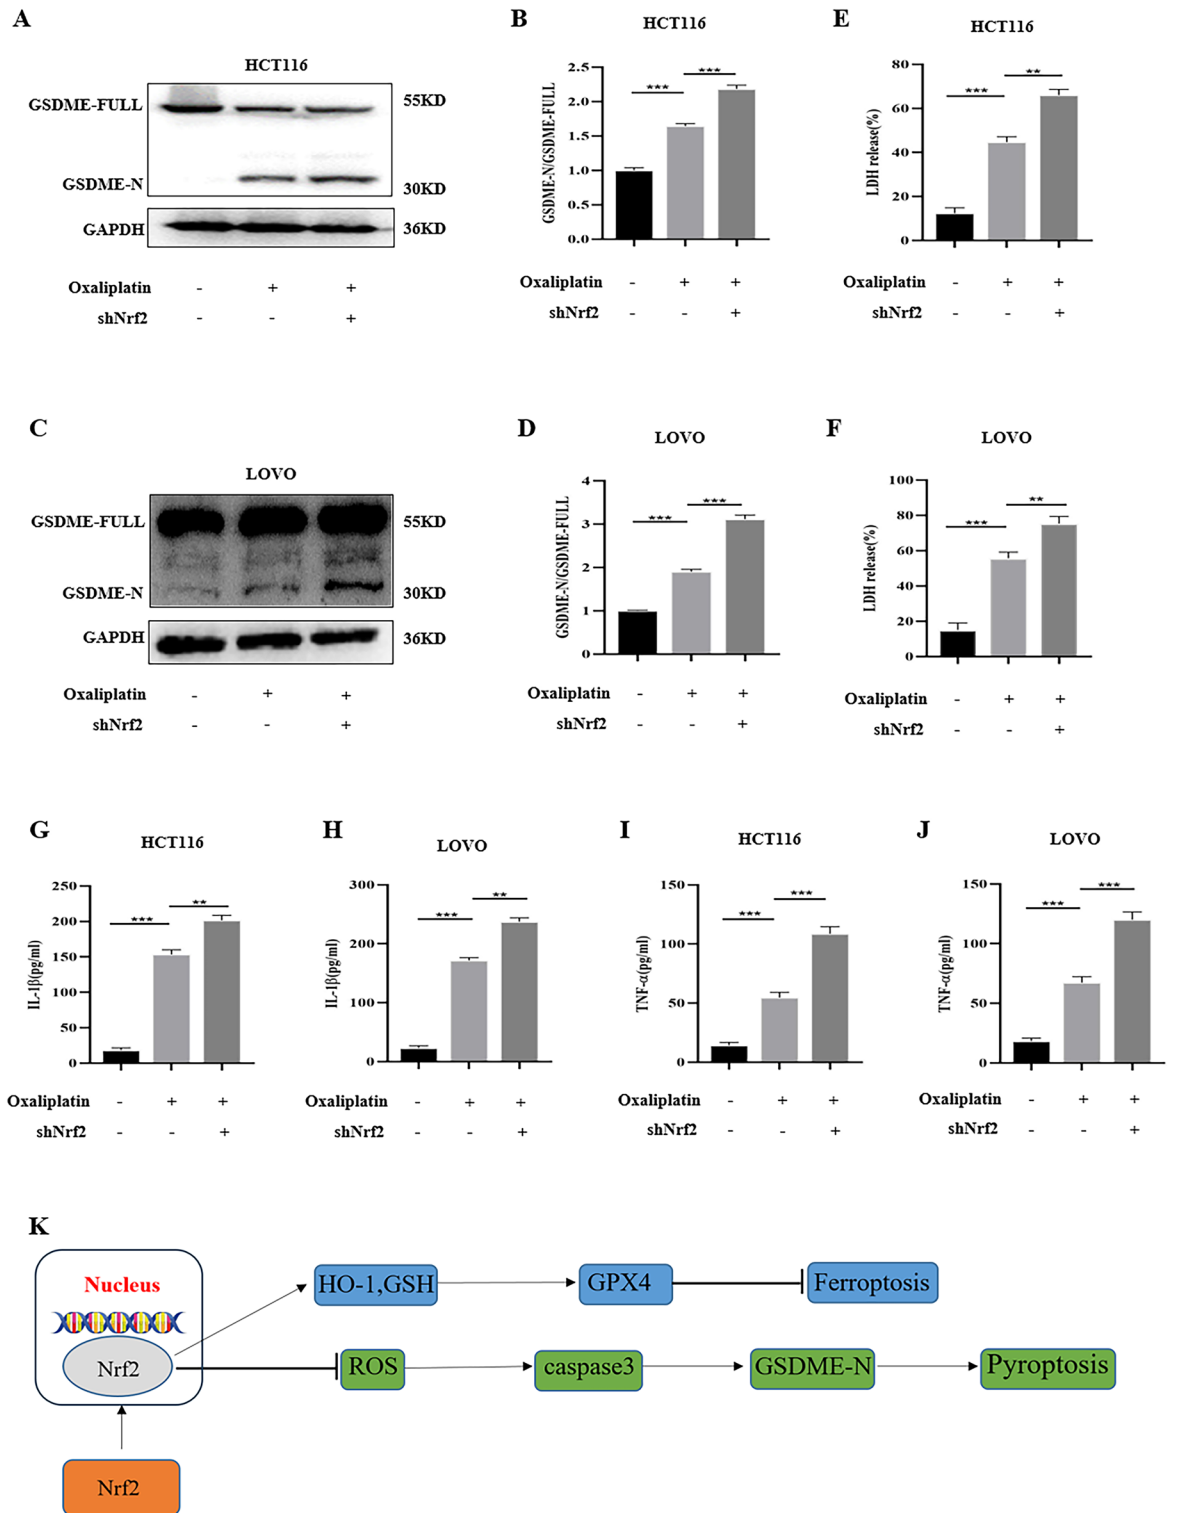 A
HCT116
GSDME-FULL
55KD
GSDME-N
30KD
GAPDH
36KD
Oxaliplatin - + +
shNrf2 - - +
B
HCT116
GSDME-N/GSDME-FULL
2.5
2.0
1.5
1.0
0.5
0.0
***
***
Oxaliplatin - + +
shNrf2 - - +
E
HCT116
LDH release(%)
80
60
40
20
0
***
**
Oxaliplatin - + +
shNrf2 - - +
C
LOVO
GSDME-FULL
55KD
GSDME-N
30KD
GAPDH
36KD
Oxaliplatin - + +
shNrf2 - - +
D
LOVO
GSDME-N/GSDME-FULL
4
3
2
1
0
***
***
Oxaliplatin - + +
shNrf2 - - +
F
LOVO
LDH release(%)
100
80
60
40
20
0
***
**
Oxaliplatin - + +
shNrf2 - - +
G
HCT116
IL-1β(pg/ml)
250
200
150
100
50
0
***
**
Oxaliplatin - + +
shNrf2 - - +
H
LOVO
IL-1β(pg/ml)
300
200
100
0
***
**
Oxaliplatin - + +
shNrf2 - - +
I
HCT116
TNF-α(pg/ml)
150
100
50
0
***
***
Oxaliplatin - + +
shNrf2 - - +
J
LOVO
TNF-α(pg/ml)
150
100
50
0
***
***
Oxaliplatin - + +
shNrf2 - - +
K
Nucleus
HO-1,GSH
GPX4
Ferroptosis
Nrf2
ROS
caspase3
GSDME-N
Pyroptosis
Nrf2